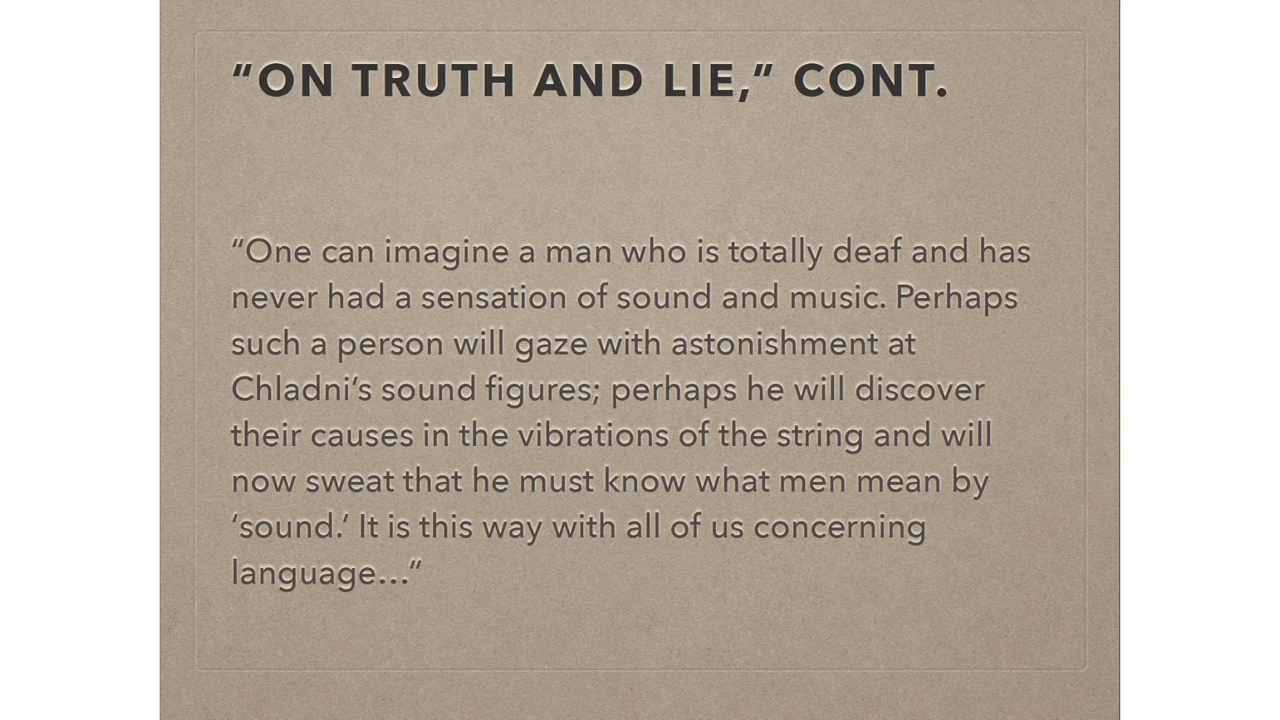 “ON TRUTH AND LIE,” CONT.
“One can imagine a man who is totally deaf and has
never had a sensation of sound and music. Perhaps
such a person will gaze with astonishment at
Chladni’s sound figures; perhaps he will discover
their causes in the vibrations of the string and will
now sweat that he must know what men mean by
‘sound.’ It is this way with all of us concerning
language…”